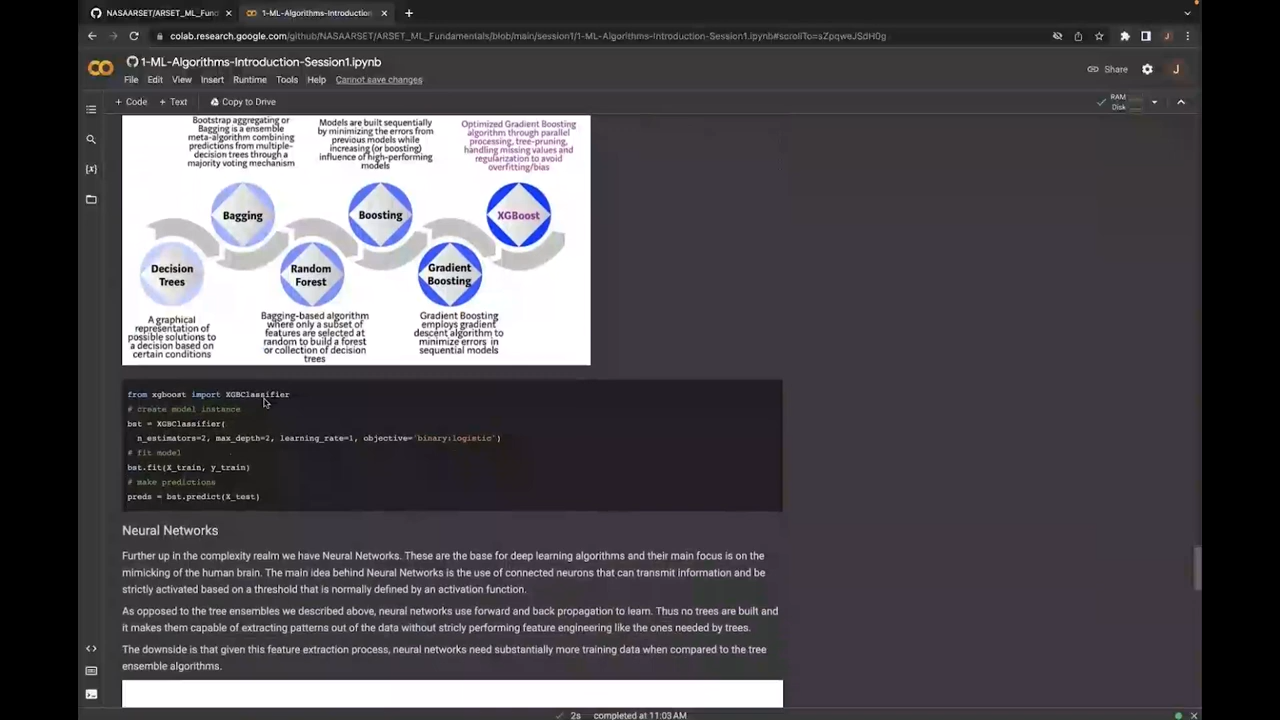 NASAARSET/ARSET_ML_Fund
1-ML-Algorithms-Introduction
colab.research.google.com/github/NASAARSET/ARSET_ML_Fundamentals/blob/main/session1/1-ML-Algorithms-Introduction-Session1.ipynb#scrollTo=sZpqweJSdH0g
J
1-ML-Algorithms-Introduction-Session1.ipynb
File Edit View Insert Runtime Tools Help Cannot save changes
Share
J
+ Code + Text Copy to Drive
RAM
Disk
Bootstrap aggregating or
Bagging is a ensemble
meta-algorithm combining
predictions from multiple-
decision trees through a
majority voting mechanism
Models are built sequentially
by minimizing the errors from
previous models while
increasing (or boosting)
influence of high-performing
models
Optimized Gradient Boosting
algorithm through parallel
processing, tree-pruning,
handling missing values and
regularization to avoid
overfitting/bias
Bagging
Boosting
XGBoost
Decision
Trees
Random
Forest
Gradient
Boosting
A graphical
representation of
possible solutions to
a decision based on
certain conditions
Bagging-based algorithm
where only a subset of
features are selected at
random to build a forest
or collection of decision
trees
Gradient Boosting
employs gradient
descent algorithm to
minimize errors in
sequential models
from xgboost import XGBClassifier
# create model instance
bst = XGBClassifier(
n_estimators=2, max_depth=2, learning_rate=1, objective='binary:logistic')
# fit model
bst.fit(X_train, y_train)
# make predictions
preds = bst.predict(X_test)
Neural Networks
Further up in the complexity realm we have Neural Networks. These are the base for deep learning algorithms and their main focus is on the
mimicking of the human brain. The main idea behind Neural Networks is the use of connected neurons that can transmit information and be
strictly activated based on a threshold that is normally defined by an activation function.
As opposed to the tree ensembles we described above, neural networks use forward and back propagation to learn. Thus no trees are built and
it makes them capable of extracting patterns out of the data without stricly performing feature engineering like the ones needed by trees.
The downside is that given this feature extraction process, neural networks need substantially more training data when compared to the tree
ensemble algorithms.
2s completed at 11:03 AM